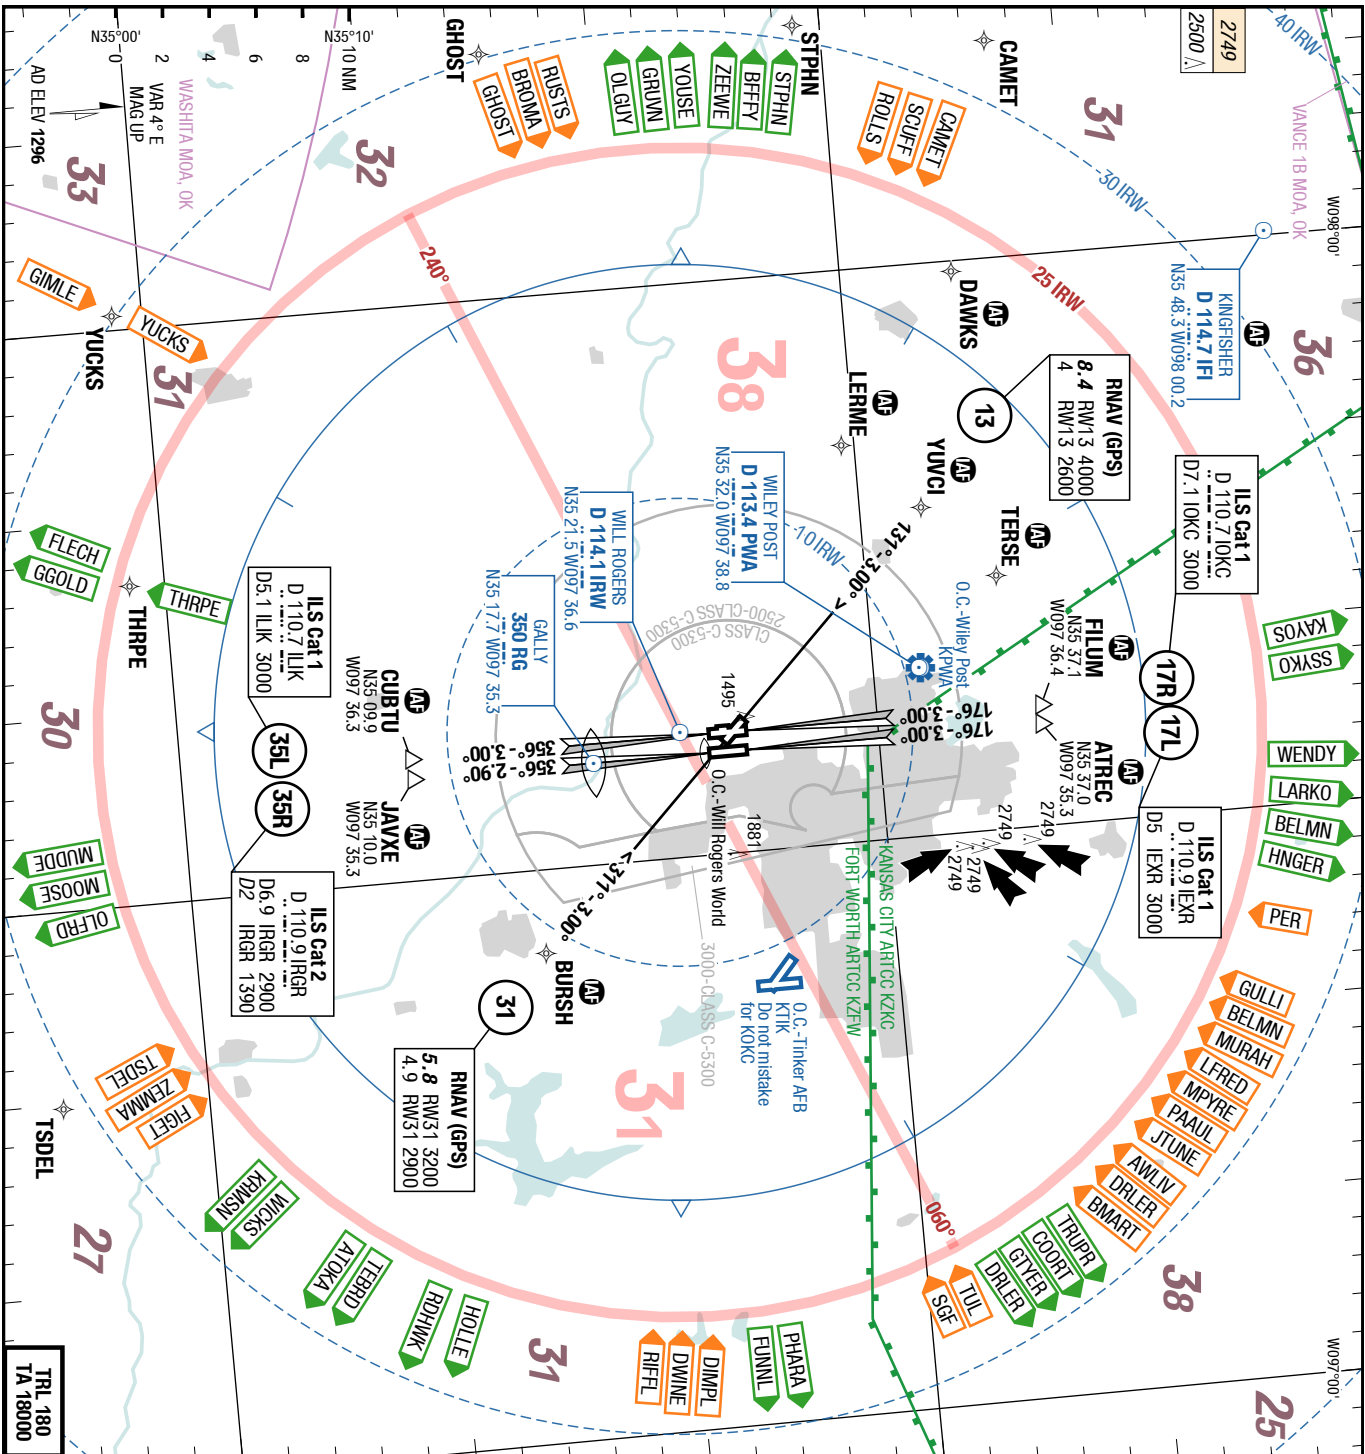 2749
2500
40 IRW
CAMET
STPHN
GHOST
31
VANCE 1B MOA, OK
W098°00'
N35°00'
N35°10'
0
2
4
6
8
10 NM
WASHITA MOA, OK
VAR 4° E
MAG UP
AD ELEV 1296
33
32
GHOST
BROMA
RUSTS
OLGUY
GRUWN
YOUSE
ZEEWE
BFFYY
STPHN
ROLLS
SCUFF
CAMET
30 IRW
25 IRW
240°
KINGFISHER
D 114.7 IFI
N35 48.3 W098 00.2
IAF
36
IAF
DAWKS
GIMLE
YUCKS
YUCKS
31
38
IAF
LERME
13
RNAV (GPS)
8.4 RW13 4000
4 RW13 2600
IAF
YUVCI
131°-3.00°
IAF
TERSE
ILS Cat 1
D 110.7 IOKC
D7.1 IOKC 3000
WILEY POST
D 113.4 PWA
N35 32.0 W097 38.8
10 IRW
WILL ROGERS
D 114.1 IRW
N35 21.5 W097 36.6
GALLY
350 RG
N35 17.7 W097 35.3
2500-CLASS C-5300
CLASS C-5300
O.C.-Wiley Post
KPWA
IAF
FILUM
N35 37.1
W097 36.4
17R
17L
IAF
ATREC
N35 37.0
W097 35.3
ILS Cat 1
D 110.9 IEXR
D5 IEXR 3000
KAYOS
SSYKO
WENDY
LARKO
BELMN
HNGER
PER
FLECH
GGOLD
THRPE
THRPE
30
ILS Cat 1
D 110.7 ILIK
D5.1 ILIK 3000
IAF
CUBTU
N35 09.9
W097 36.3
35L
35R
IAF
JAVXE
N35 10.0
W097 35.3
ILS Cat 2
D 110.9 IRGR
D6.9 IRGR 2900
D2 IRGR 1390
356°-3.00°
356°-2.90°
176°-3.00°
176°-3.00°
1495
1881
O.C.-Will Rogers World
2749
2749
2749
2749
KANSAS CITY ARTCC KZKC
FORT WORTH ARTCC KZFW
311°-3.00°
IAF
BURSH
31
RNAV (GPS)
5.8 RW31 3200
4.9 RW31 2900
3000-CLASS C-5300
O.C.-Tinker AFB
KTIK
Do not mistake
for KOKC
31
060°
MUDDE
MOOSE
OLFRD
TSDEL
ZEMMA
FIGET
TSDEL
27
KRMSN
WICKS
ATOKA
TEBRD
RDHWK
HOLLE
31
RIFFL
DWINE
DIMPL
FUNNL
PHARA
SGF
TUL
DRLER
GTYER
COORT
TRUPR
BMART
DRLER
AWLIV
JTUNE
PAAUL
MPYRE
LFRED
MURAH
BELMN
GULLI
38
25
W097°00'
TRL 180
TA 18000